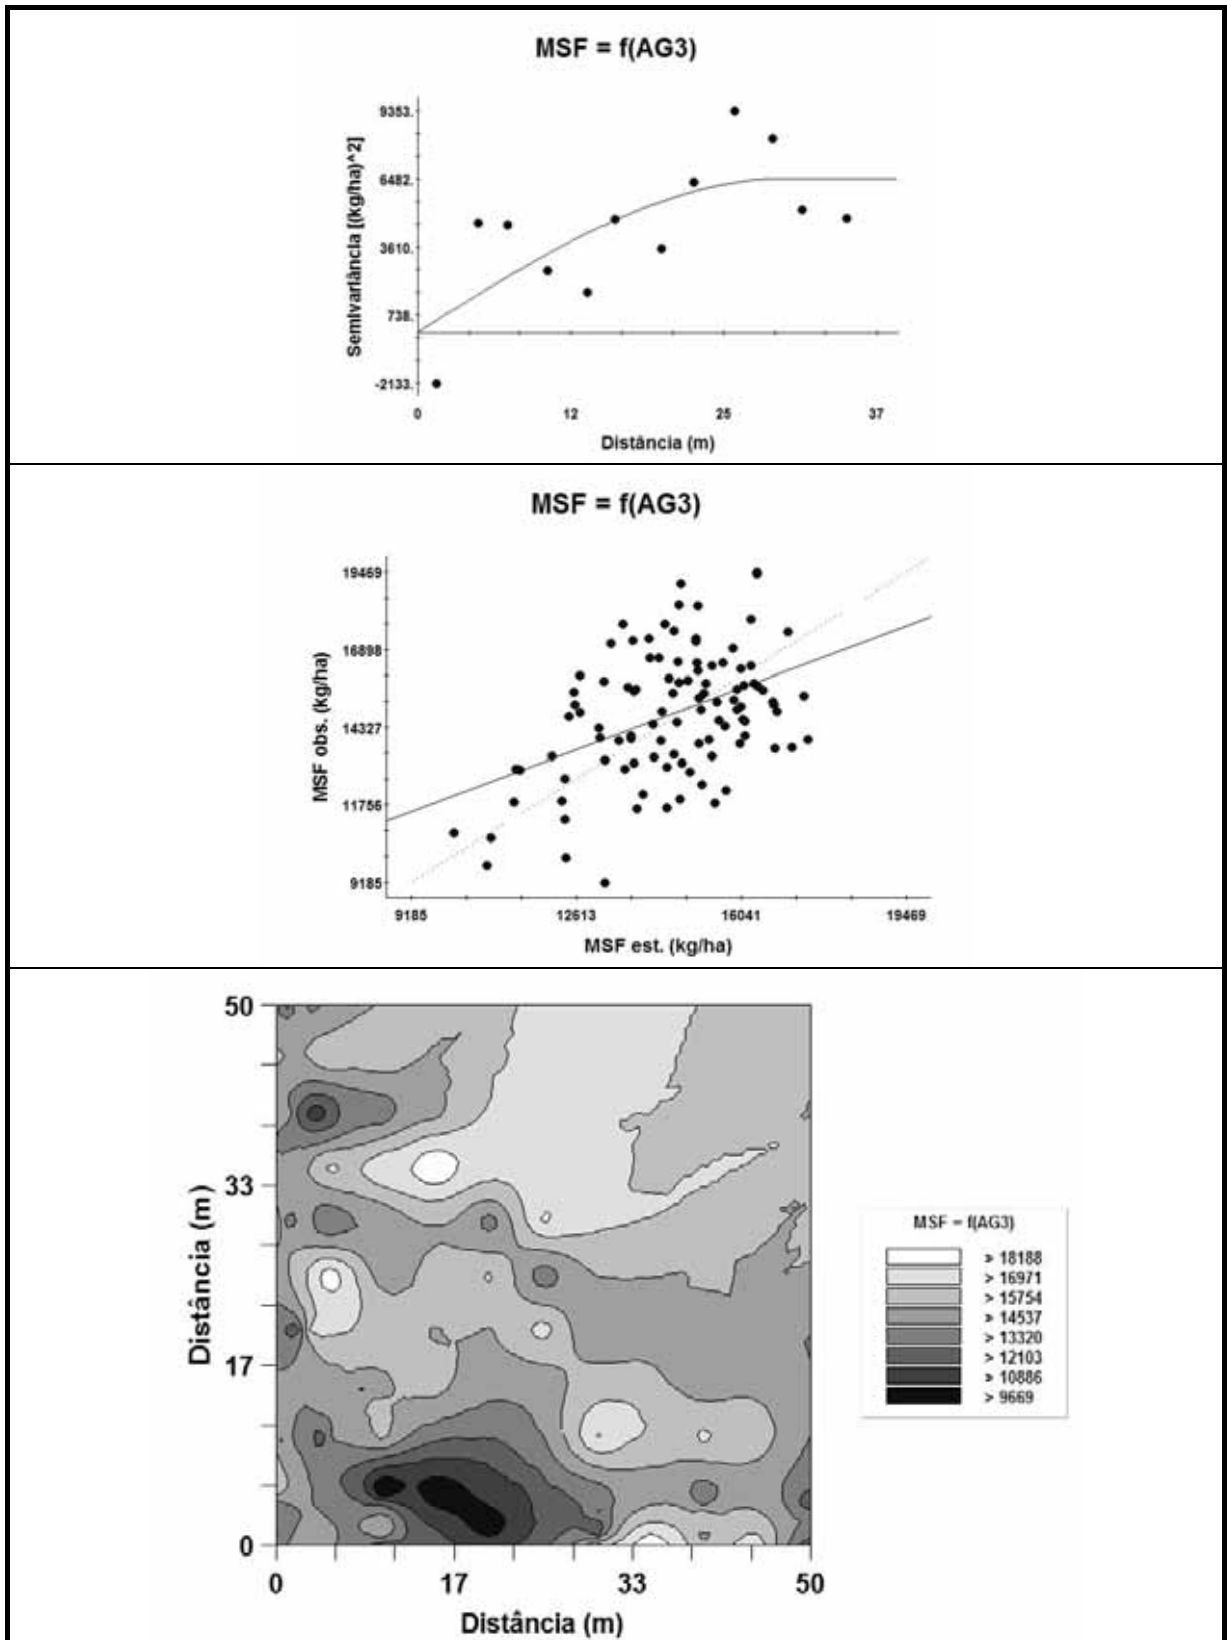 MSF = f(AG3)
Semivariância [(kg/ha)^2]
9353.
6482.
3610.
738.
-2133.
0 12 25 37
Distância (m)
MSF = f(AG3)
MSF obs. (kg/ha)
19469
16898
14327
11756
9185
9185 12613 16041 19469
MSF est. (kg/ha)
Distância (m)
50
33
17
0
0 17 33 50
Distância (m)
MSF = f(AG3)
> 18188
> 16971
> 15754
> 14537
> 13320
> 12103
> 10886
> 9669